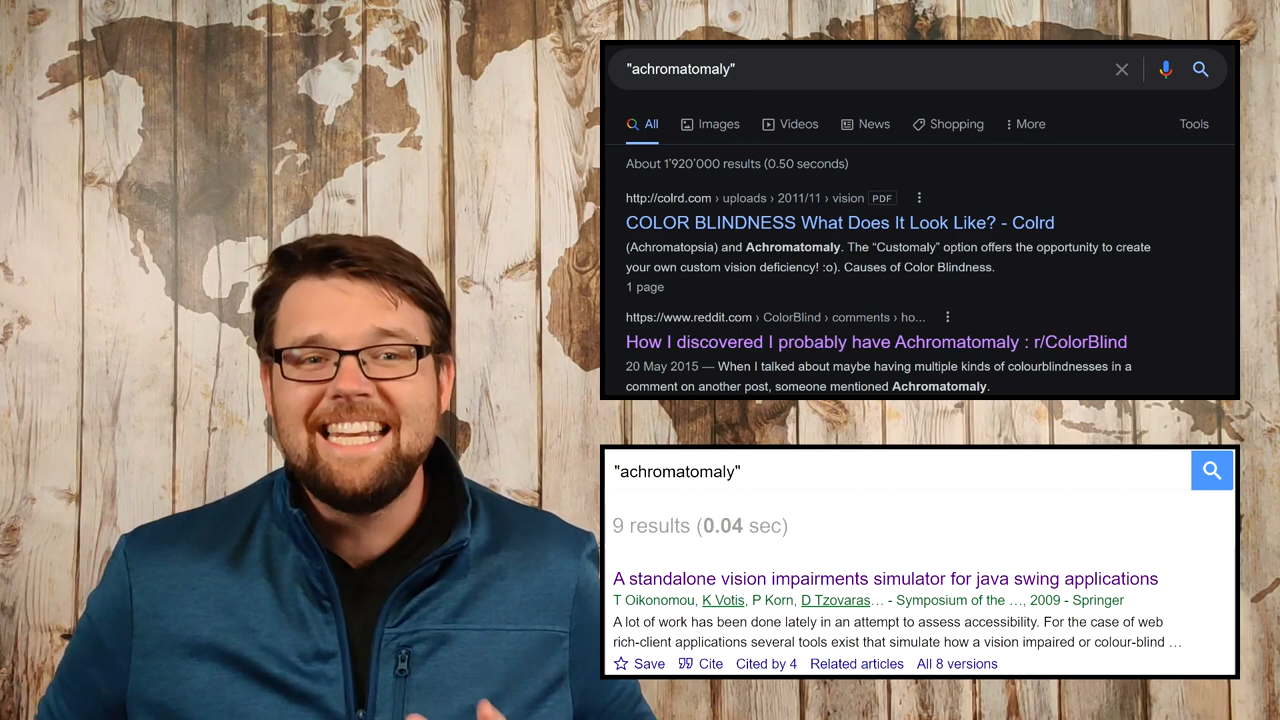 "achromatomaly"
All Images Videos News Shopping More Tools
About 1'920'000 results (0.50 seconds)
http://colrd.com › uploads › 2011/11 › vision PDF
COLOR BLINDNESS What Does It Look Like? - Colrd
(Achromatopsia) and Achromatomaly. The “Customaly” option offers the opportunity to create
your own custom vision deficiency! :o). Causes of Color Blindness.
1 page
https://www.reddit.com › ColorBlind › comments › ho...
How I discovered I probably have Achromatomaly : r/ColorBlind
20 May 2015 — When I talked about maybe having multiple kinds of colourblindnesses in a
comment on another post, someone mentioned Achromatomaly.
"achromatomaly"
9 results (0.04 sec)
A standalone vision impairments simulator for java swing applications
T Oikonomou, K Votis, P Korn, D Tzovaras… - Symposium of the …, 2009 - Springer
A lot of work has been done lately in an attempt to assess accessibility. For the case of web
rich-client applications several tools exist that simulate how a vision impaired or colour-blind …
Save Cite Cited by 4 Related articles All 8 versions